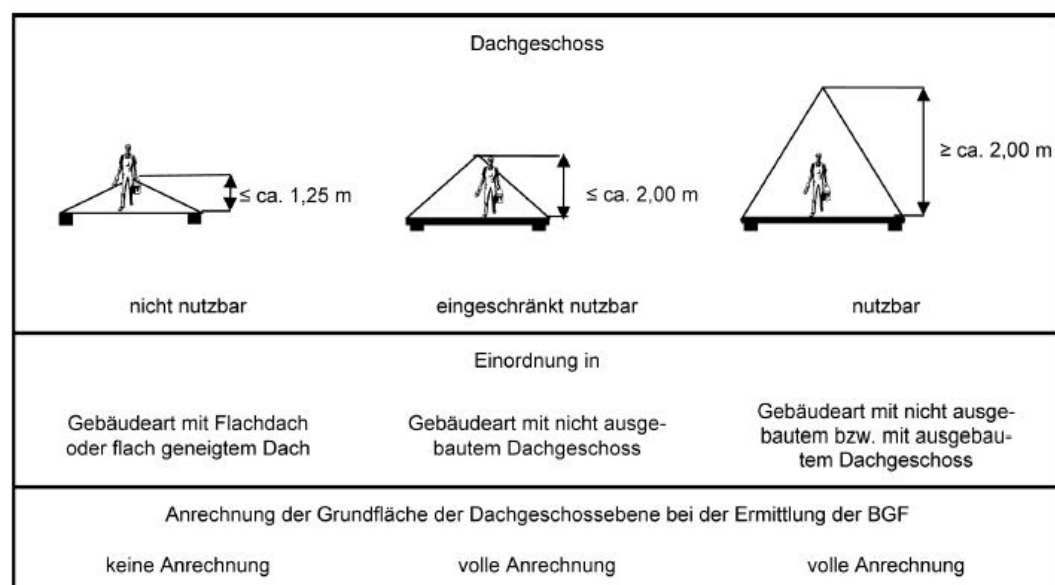 Dachgeschoss
≤ ca. 1,25 m
≤ ca. 2,00 m
≥ ca. 2,00 m
nicht nutzbar
eingeschränkt nutzbar
nutzbar
Einordnung in
Gebäudeart mit Flachdach
oder flach geneigtem Dach
Gebäudeart mit nicht ausge-
bautem Dachgeschoss
Gebäudeart mit nicht ausge-
bautem bzw. mit ausgebau-
tem Dachgeschoss
Anrechnung der Grundfläche der Dachgeschossebene bei der Ermittlung der BGF
keine Anrechnung
volle Anrechnung
volle Anrechnung